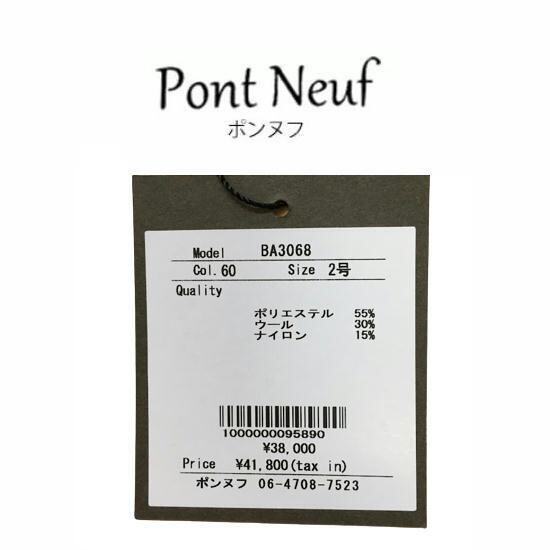 Pont Neuf
ポンヌフ
Model BA3068
Col. 60 Size 2号
Quality
ポリエステル 55%
ウール 30%
ナイロン 15%
1000000095890
¥38,000
Price ¥41,800(tax in)
ポンヌフ 06-4708-7523